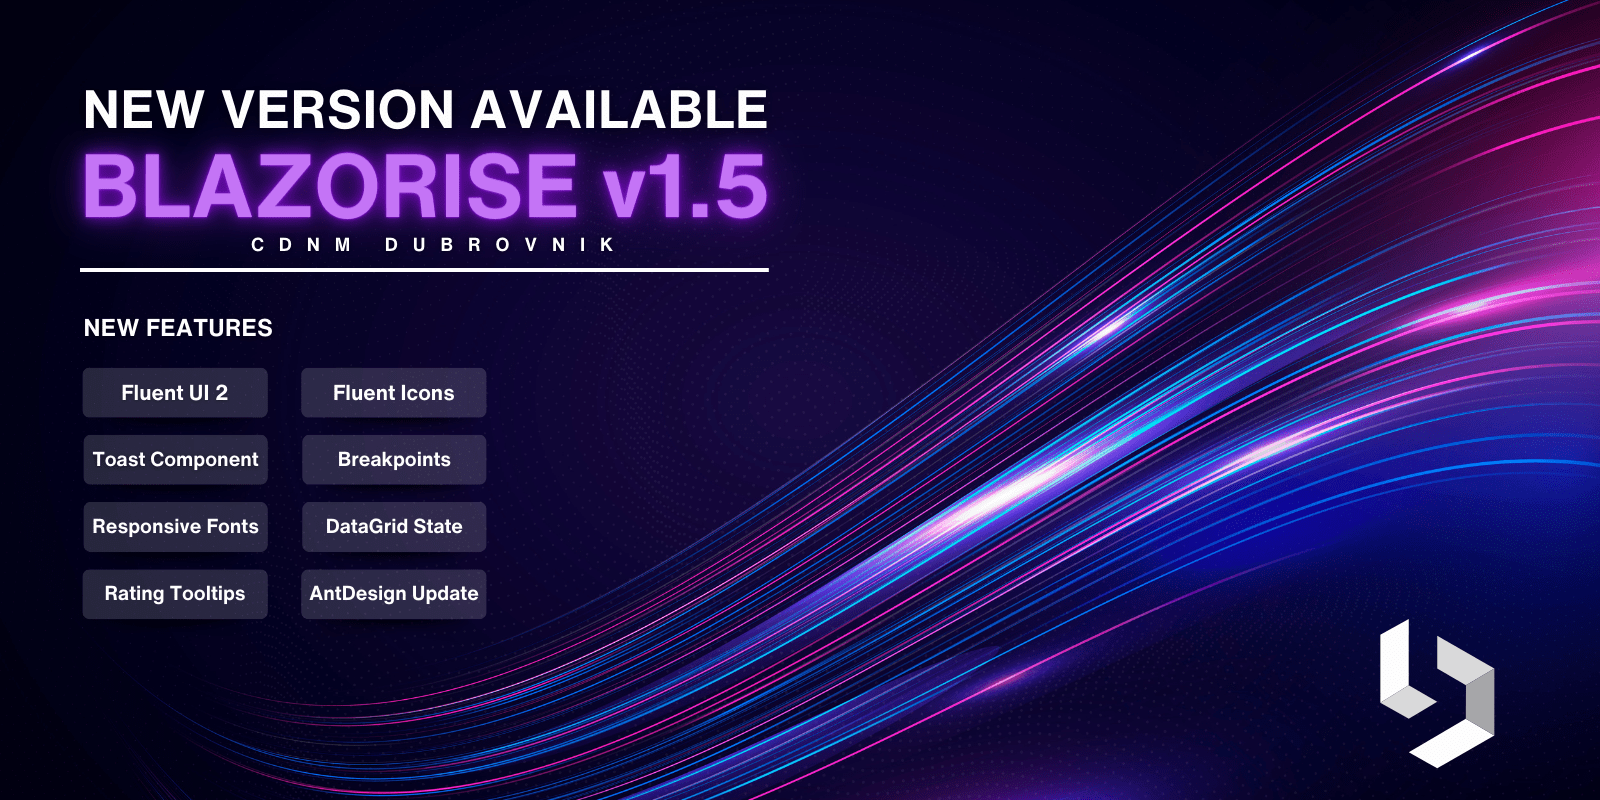 NEW VERSION AVAILABLE
BLAZORISE v1.5
CDNM DUBROVNIK
NEW FEATURES
Fluent UI 2
Fluent Icons
Toast Component
Breakpoints
Responsive Fonts
DataGrid State
Rating Tooltips
AntDesign Update